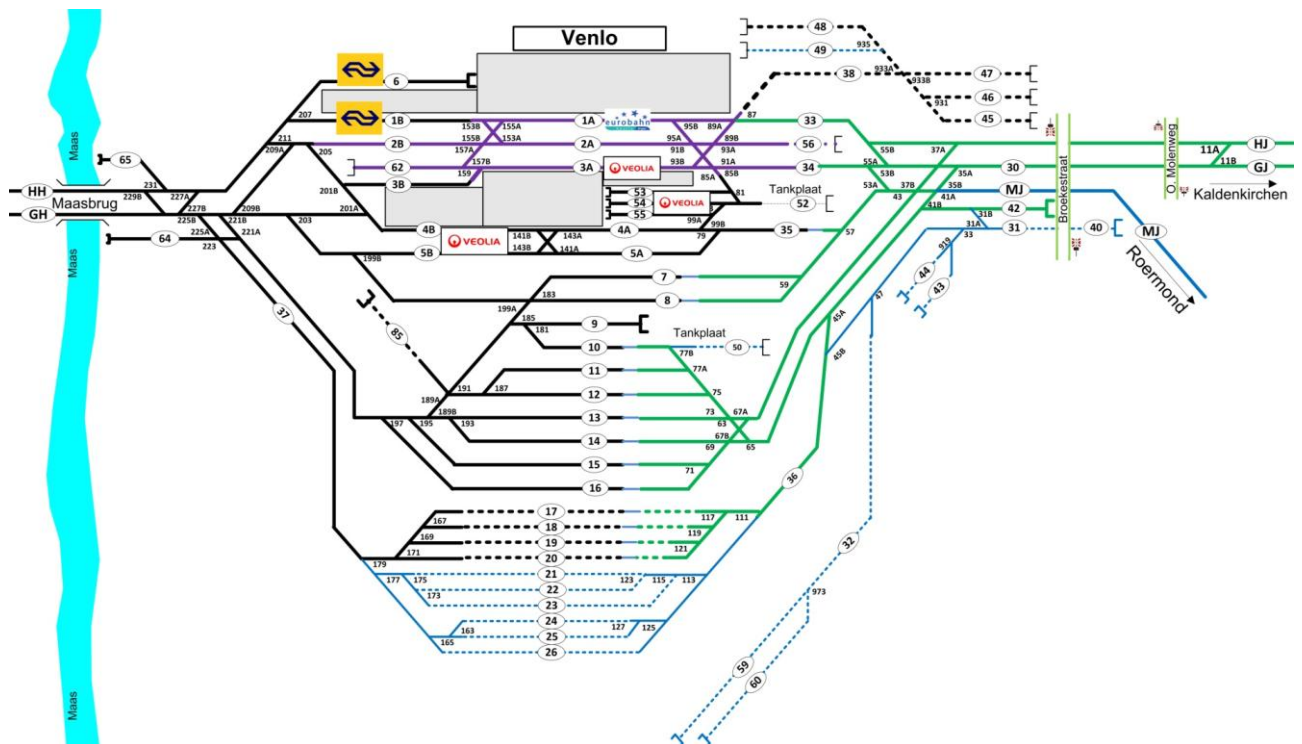 Venlo
48
49
935
38
933A
933B
47
46
931
45
6
207
1B
153B
155A
1A
eurobahn
95B
89A
87
33
211
209A
205
2B
155B
157A
153A
2A
95A
91B
89B
93A
56
55B
37A
HJ
11A
Maas
65
62
157B
159
3A
VEOLIA
93B
91A
85B
34
55A
53B
30
11B
GJ
Kaldenkirchen
HH
231
229B
227A
201B
3B
85A
53A
37B
35A
35B
MJ
Broekestraat
O. Molenweg
Maasbrug
53
54
55
VEOLIA
81
Tankplaat
52
43
41A
GH
227B
225B
209B
221B
203
201A
99A
41B
42
31B
64
225A
221A
223
4B
141B
143A
4A
99B
79
35
57
31A
31
40
MJ
Maas
199B
5B
VEOLIA
143B
141A
5A
33
919
Roermond
7
59
44
43
47
37
183
8
199A
85
185
181
9
Tankplaat
45A
10
77B
50
45B
11
77A
191
187
12
75
189A
189B
13
73
67A
63
197
195
193
14
67B
69
65
15
71
16
36
17
167
117
111
18
169
119
19
171
121
20
179
32
177
175
21
123
115
113
22
173
23
973
24
163
127
125
25
165
26
59
60
Maas